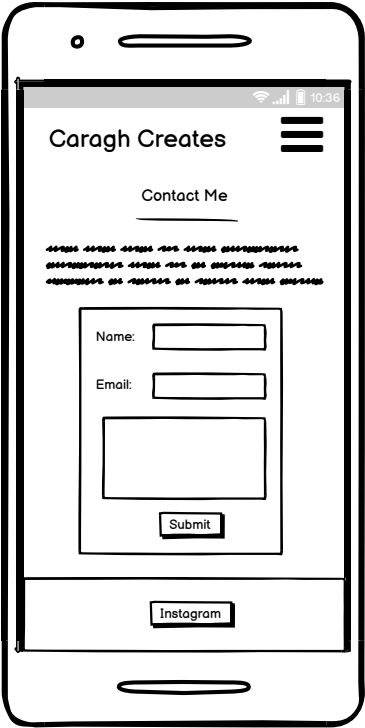 10:36
Caragh Creates
Contact Me
Name:
Email:
Submit
Instagram